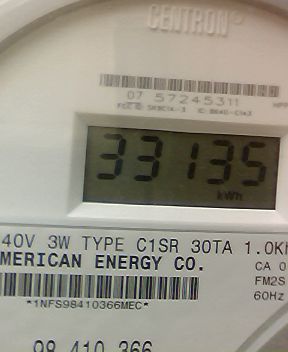 CENTRON®
07 57245311
33135
kWh
40V 3W TYPE C1SR 30TA 1.0K
MERICAN ENERGY CO.
CA 0
FM2S
60Hz
*1NFS98410366MEC*
98 410 366